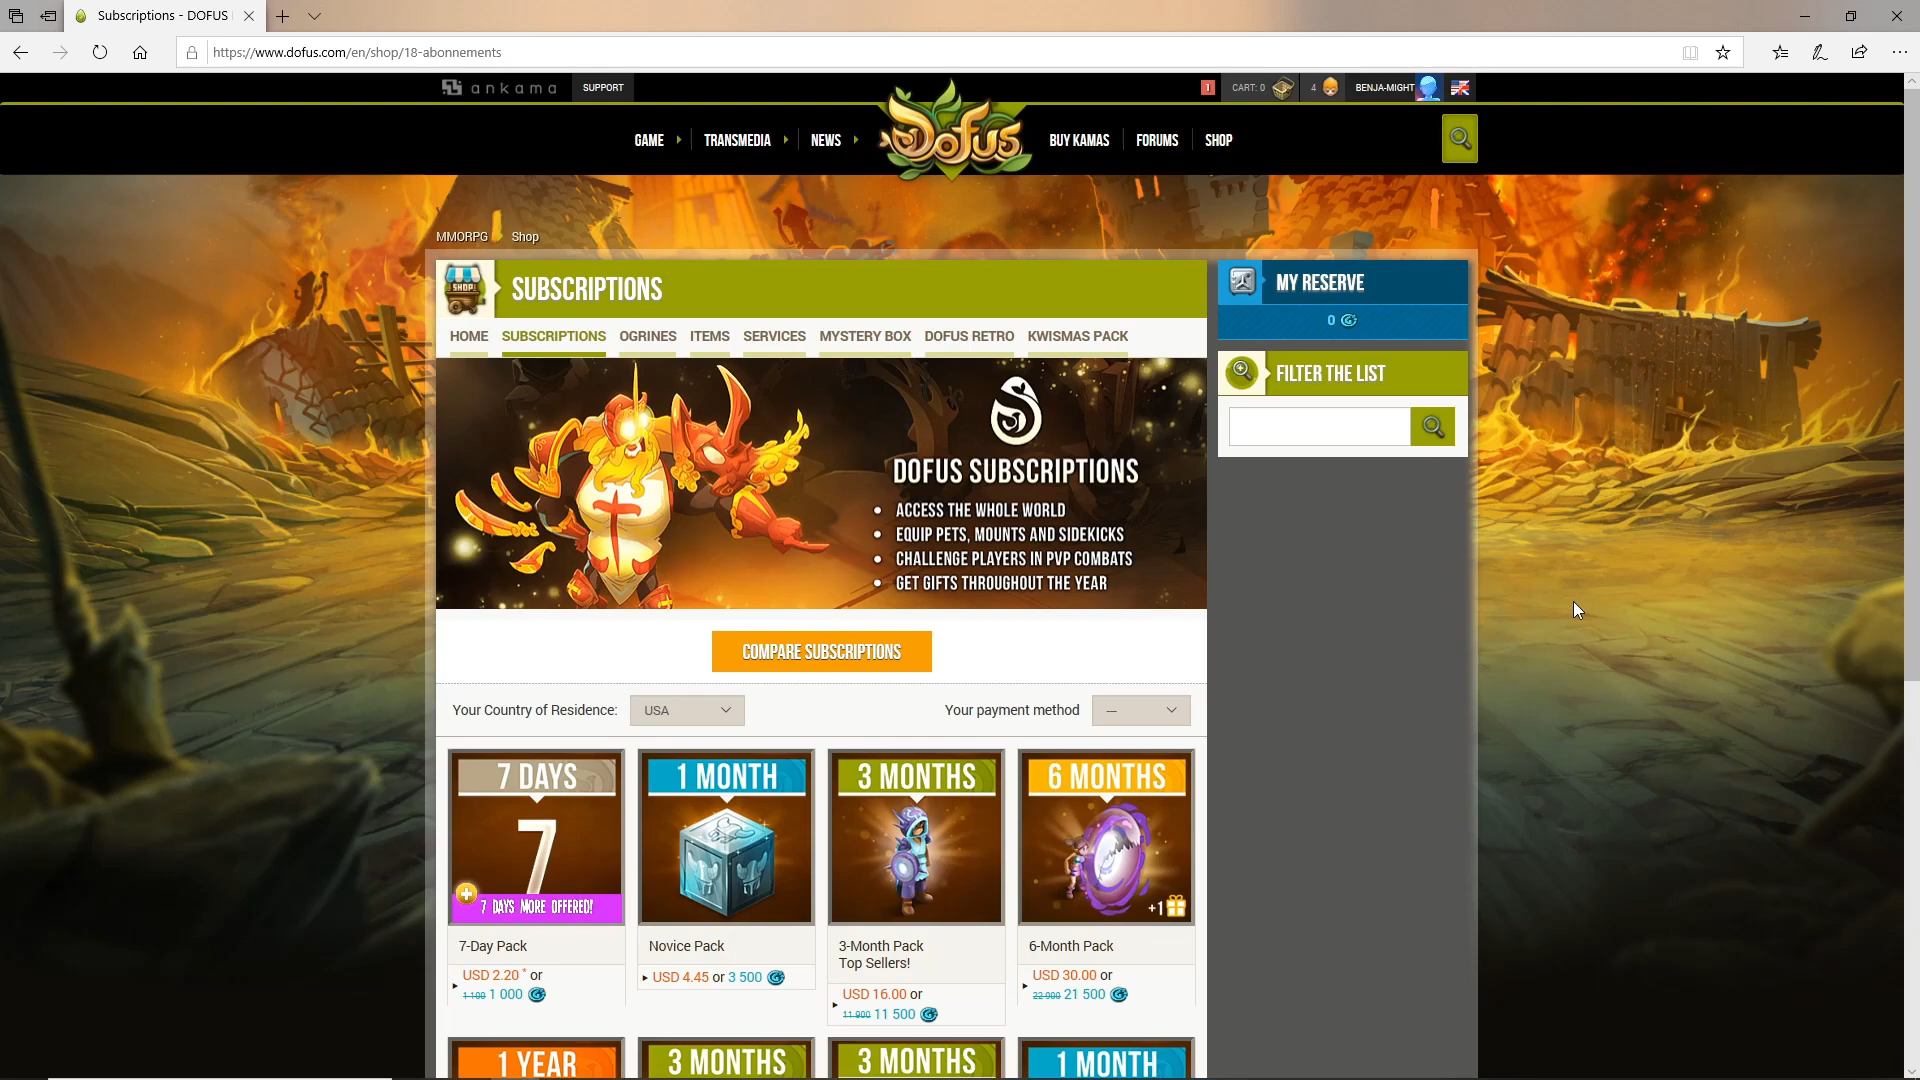 Subscriptions - DOFUS
https://www.dofus.com/en/shop/18-abonnements
ankama
SUPPORT
1
CART: 0
4
BENJA-MIGHT
GAME
TRANSMEDIA
NEWS
Dofus
BUY KAMAS
FORUMS
SHOP
MMORPG
Shop
SHOP!
SUBSCRIPTIONS
HOME
SUBSCRIPTIONS
OGRINES
ITEMS
SERVICES
MYSTERY BOX
DOFUS RETRO
KWISMAS PACK
MY RESERVE
0
FILTER THE LIST
DOFUS SUBSCRIPTIONS
• ACCESS THE WHOLE WORLD
• EQUIP PETS, MOUNTS AND SIDEKICKS
• CHALLENGE PLAYERS IN PVP COMBATS
• GET GIFTS THROUGHOUT THE YEAR
COMPARE SUBSCRIPTIONS
Your Country of Residence:
USA
Your payment method
—
7 DAYS
7
7 DAYS MORE OFFERED!
7-Day Pack
USD 2.20 * or
1 100 1 000
1 MONTH
Novice Pack
USD 4.45 or 3 500
3 MONTHS
3-Month Pack
Top Sellers!
USD 16.00 or
11 900 11 500
6 MONTHS
+1
6-Month Pack
USD 30.00 or
22 900 21 500
1 YEAR
3 MONTHS
3 MONTHS
1 MONTH